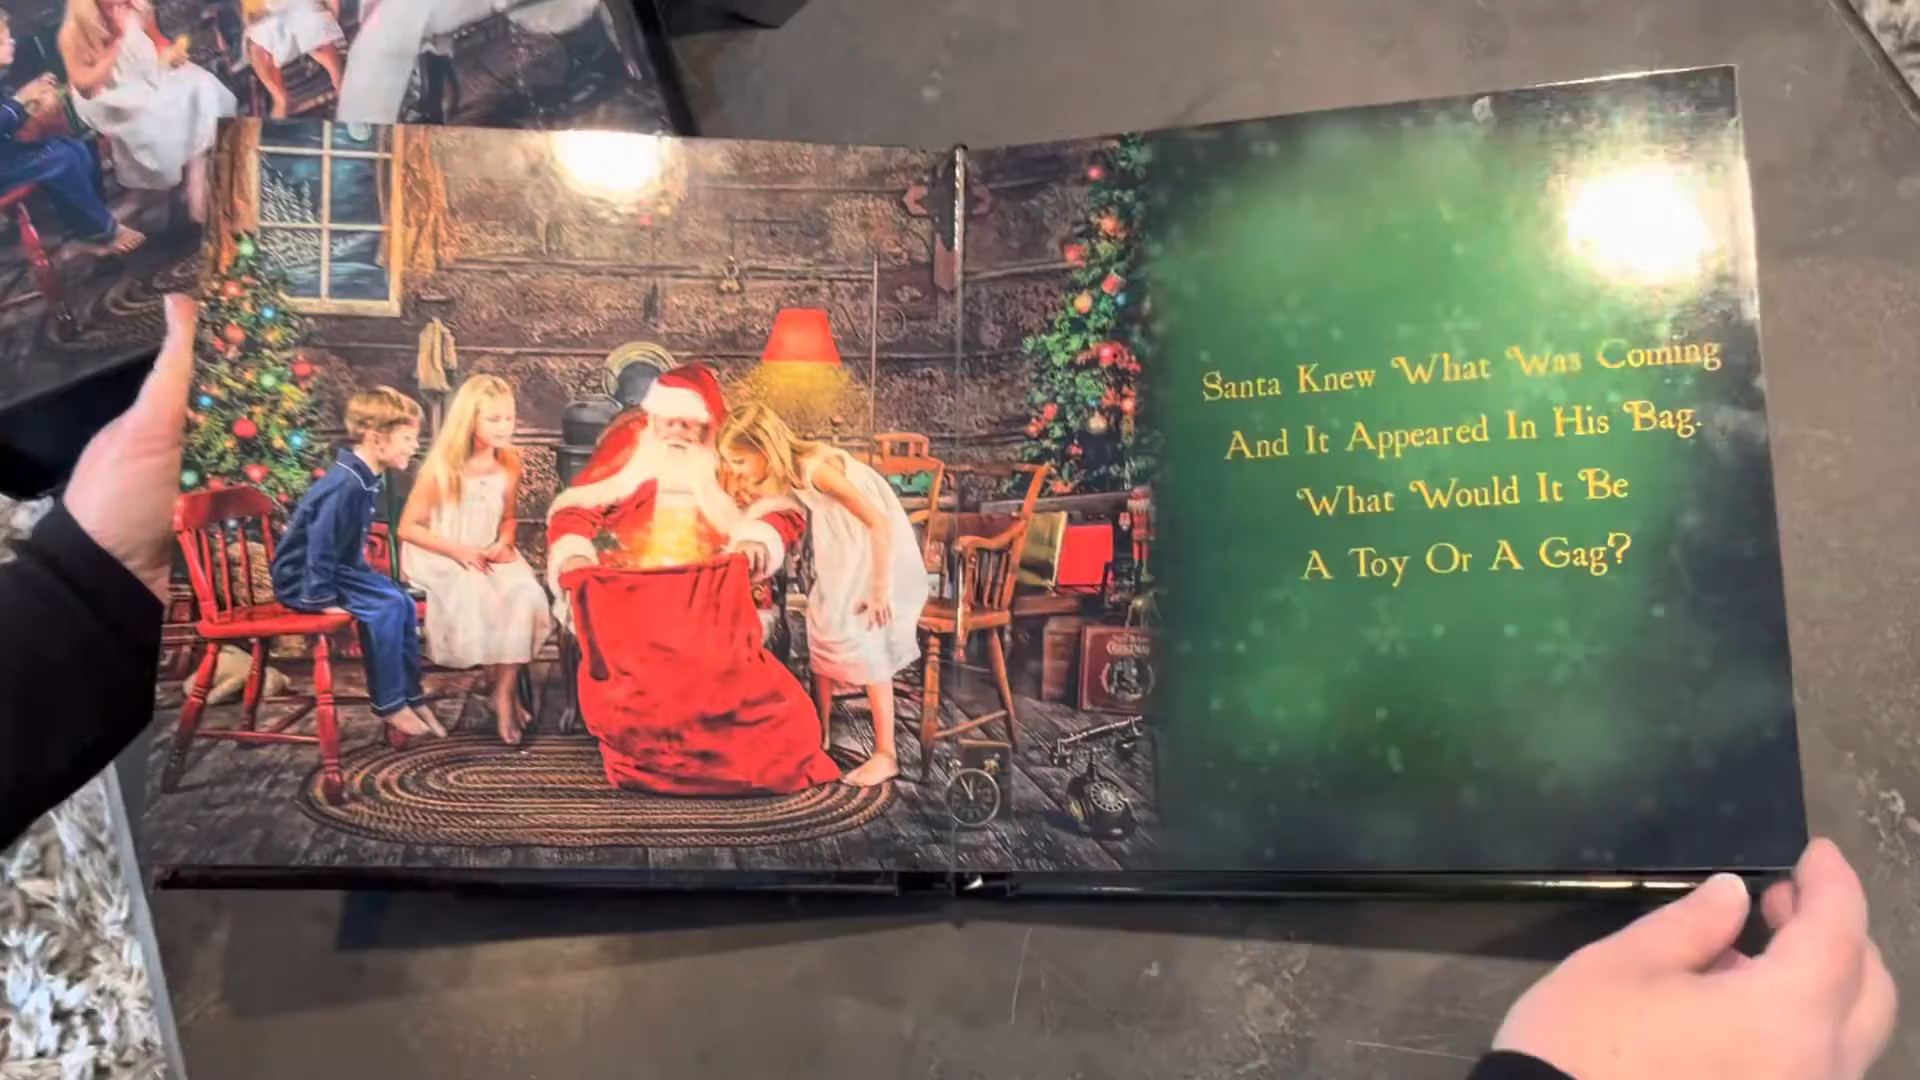 Santa Knew What Was Coming
And It Appeared In His Bag.
What Would It Be
A Toy Or A Gag?